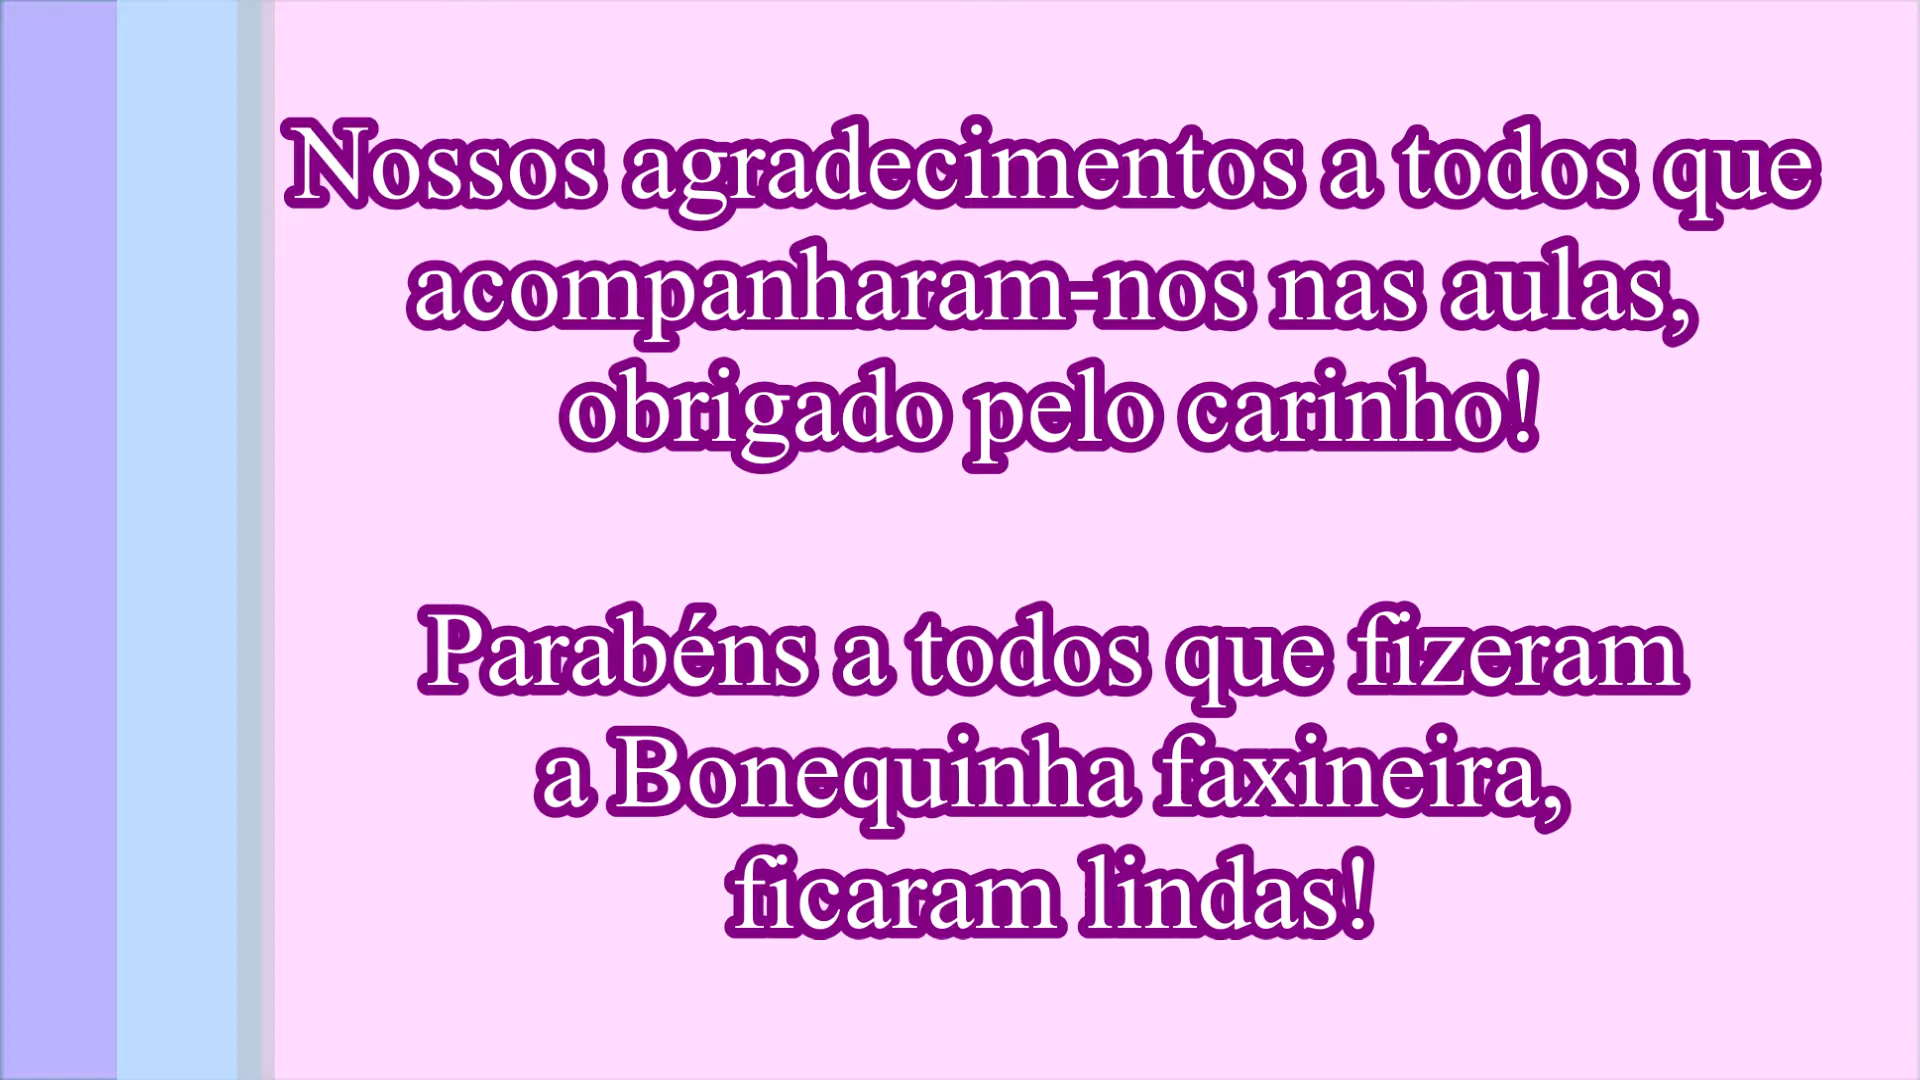 Nossos agradecimentos a todos que
acompanharam-nos nas aulas,
obrigado pelo carinho!
Parabéns a todos que fizeram
a Bonequinha faxineira,
ficaram lindas!